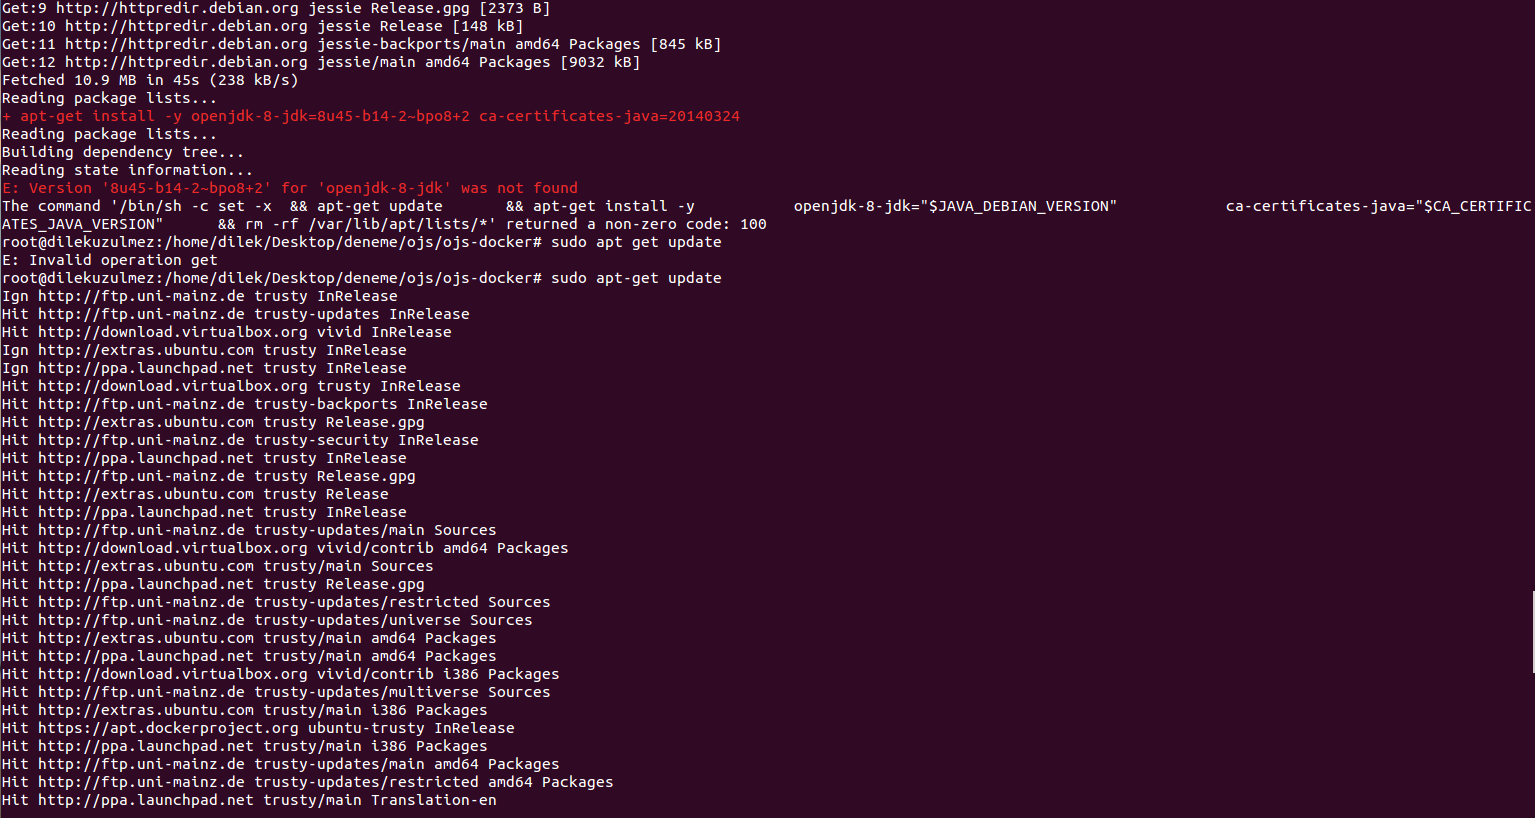 Get:9 http://httpredir.debian.org jessie Release.gpg [2373 B]
Get:10 http://httpredir.debian.org jessie Release [148 kB]
Get:11 http://httpredir.debian.org jessie-backports/main amd64 Packages [845 kB]
Get:12 http://httpredir.debian.org jessie/main amd64 Packages [9032 kB]
Fetched 10.9 MB in 45s (238 kB/s)
Reading package lists...
+ apt-get install -y openjdk-8-jdk=8u45-b14-2~bpo8+2 ca-certificates-java=20140324
Reading package lists...
Building dependency tree...
Reading state information...
E: Version '8u45-b14-2~bpo8+2' for 'openjdk-8-jdk' was not found
The command '/bin/sh -c set -x  && apt-get update       && apt-get install -y           openjdk-8-jdk="$JAVA_DEBIAN_VERSION"            ca-certificates-java="$CA_CERTIFIC
ATES_JAVA_VERSION"      && rm -rf /var/lib/apt/lists/*' returned a non-zero code: 100
root@dilekuzulmez:/home/dilek/Desktop/deneme/ojs/ojs-docker# sudo apt get update
E: Invalid operation get
root@dilekuzulmez:/home/dilek/Desktop/deneme/ojs/ojs-docker# sudo apt-get update
Ign http://ftp.uni-mainz.de trusty InRelease
Hit http://ftp.uni-mainz.de trusty-updates InRelease
Hit http://download.virtualbox.org vivid InRelease
Ign http://extras.ubuntu.com trusty InRelease
Ign http://ppa.launchpad.net trusty InRelease
Hit http://download.virtualbox.org trusty InRelease
Hit http://ftp.uni-mainz.de trusty-backports InRelease
Hit http://extras.ubuntu.com trusty Release.gpg
Hit http://ftp.uni-mainz.de trusty-security InRelease
Hit http://ppa.launchpad.net trusty InRelease
Hit http://ftp.uni-mainz.de trusty Release.gpg
Hit http://extras.ubuntu.com trusty Release
Hit http://ppa.launchpad.net trusty InRelease
Hit http://ftp.uni-mainz.de trusty-updates/main Sources
Hit http://download.virtualbox.org vivid/contrib amd64 Packages
Hit http://extras.ubuntu.com trusty/main Sources
Hit http://ppa.launchpad.net trusty Release.gpg
Hit http://ftp.uni-mainz.de trusty-updates/restricted Sources
Hit http://ftp.uni-mainz.de trusty-updates/universe Sources
Hit http://extras.ubuntu.com trusty/main amd64 Packages
Hit http://ppa.launchpad.net trusty/main amd64 Packages
Hit http://download.virtualbox.org vivid/contrib i386 Packages
Hit http://ftp.uni-mainz.de trusty-updates/multiverse Sources
Hit http://extras.ubuntu.com trusty/main i386 Packages
Hit https://apt.dockerproject.org ubuntu-trusty InRelease
Hit http://ppa.launchpad.net trusty/main i386 Packages
Hit http://ftp.uni-mainz.de trusty-updates/main amd64 Packages
Hit http://ftp.uni-mainz.de trusty-updates/restricted amd64 Packages
Hit http://ppa.launchpad.net trusty/main Translation-en